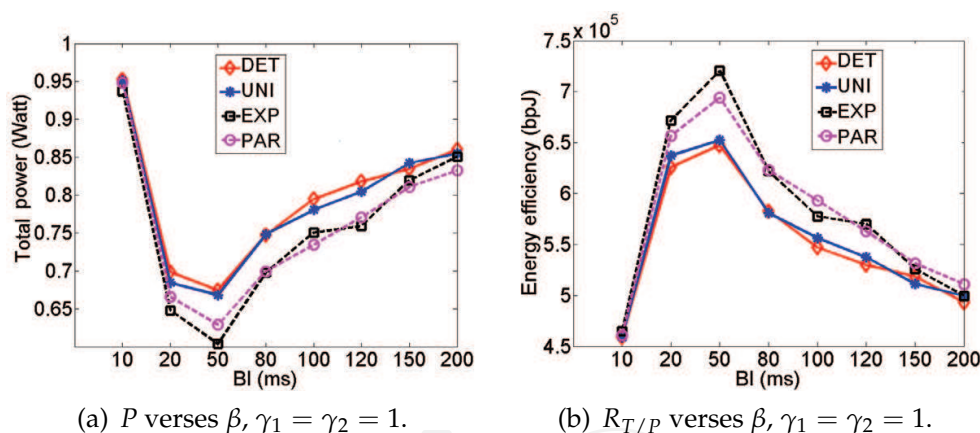 1
0.95
0.9
0.85
0.8
0.75
0.7
0.65
Total power (Watt)
DET
UNI
EXP
PAR
10 20 50 80 100 120 150 200
BI (ms)
(a) P verses β, γ1 = γ2 = 1.
x 10^5
7.5
7
6.5
6
5.5
5
4.5
Energy efficiency (bpJ)
DET
UNI
EXP
PAR
10 20 50 80 100 120 150 200
BI (ms)
(b) R_{T/P} verses β, γ1 = γ2 = 1.